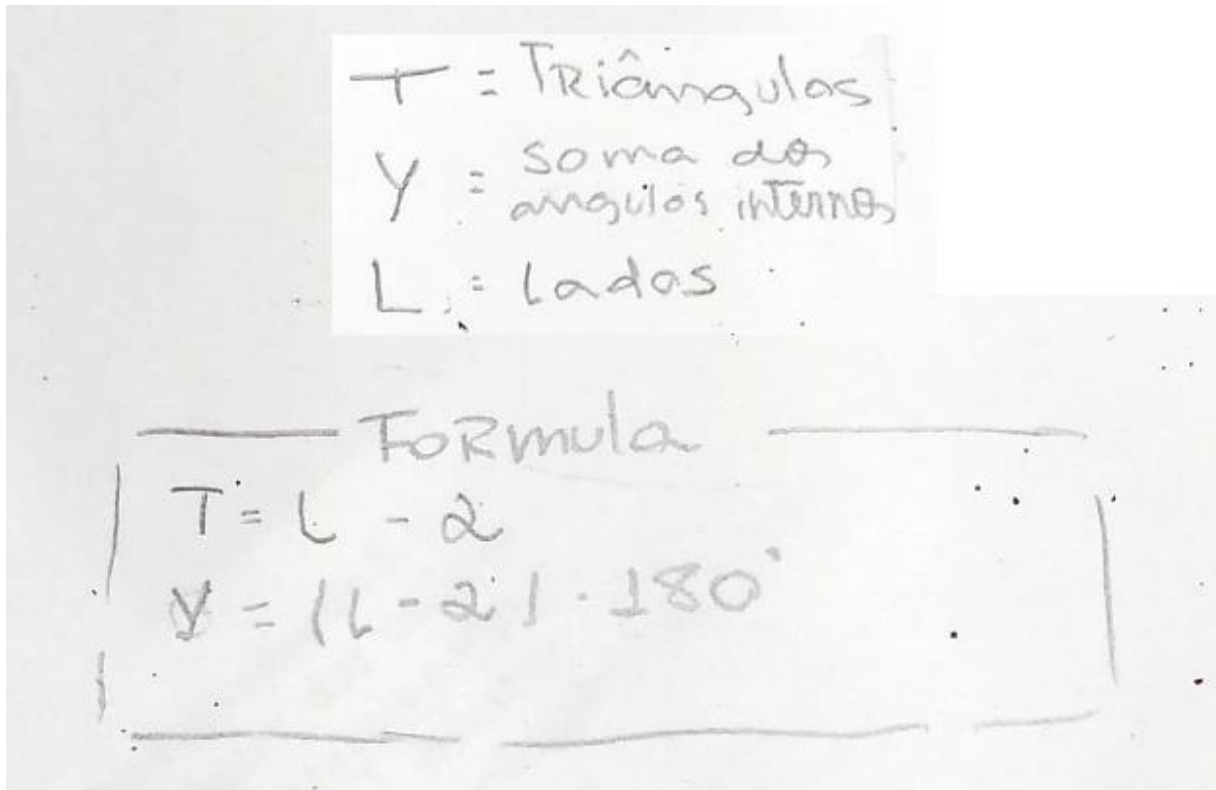 T = TRiângulos
Y = soma dos
angulos internos
L = lados
FoRmula
T = L - 2
Y = (L - 2) . 180°